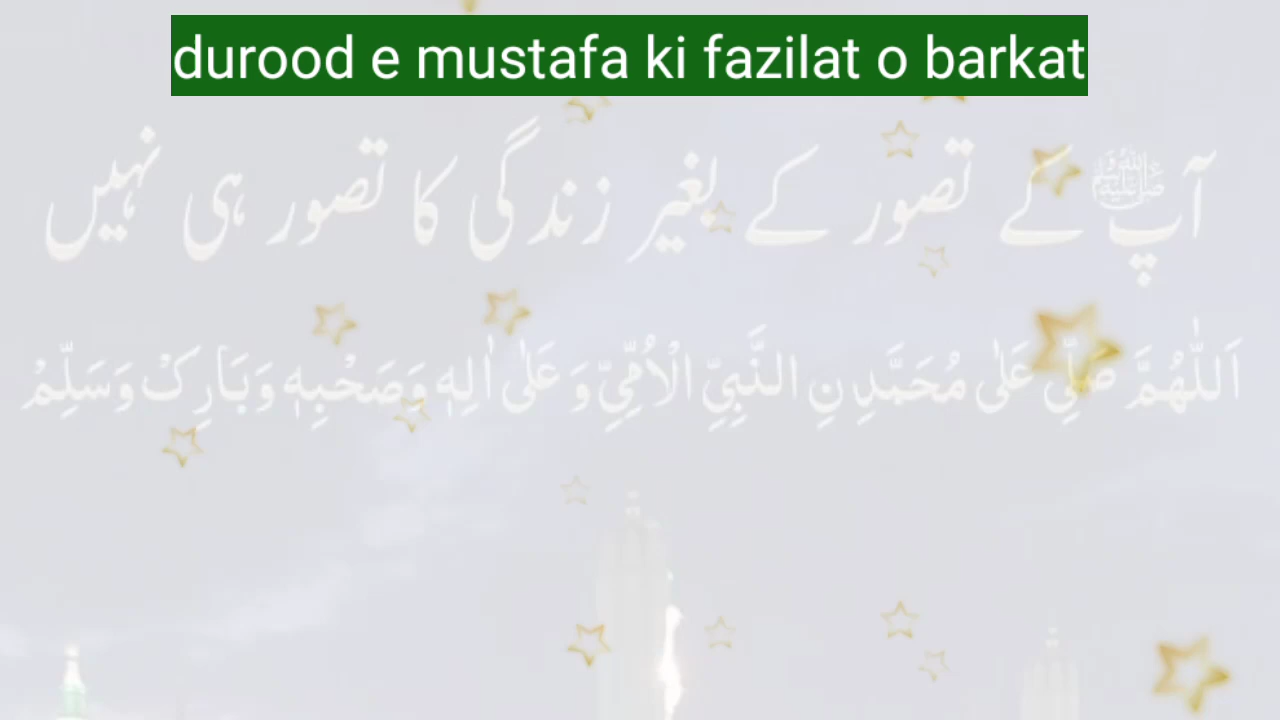 durood e mustafa ki fazilat o barkat
آپ ﷺ کے تصور کے بغیر زندگی کا تصور ہی نہیں
اَللّٰهُمَّ صَلِّ عَلٰی مُحَمَّدِ نِ النَّبِیِّ الْاُمِّیِّ وَ عَلٰی اٰلِهٖ وَصَحْبِهٖ وَبَارِکْ وَسَلِّمْ